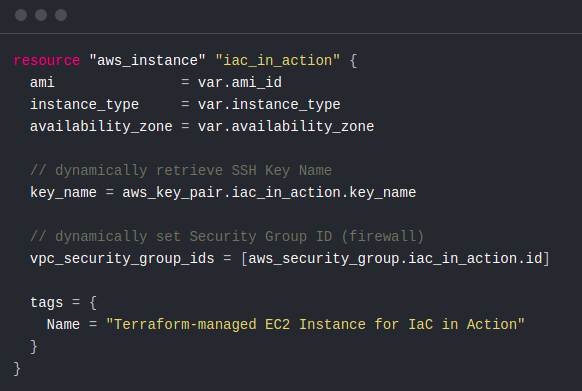 resource "aws_instance" "iac_in_action" {
  ami               = var.ami_id
  instance_type     = var.instance_type
  availability_zone = var.availability_zone

  // dynamically retrieve SSH Key Name
  key_name = aws_key_pair.iac_in_action.key_name

  // dynamically set Security Group ID (firewall)
  vpc_security_group_ids = [aws_security_group.iac_in_action.id]

  tags = {
    Name = "Terraform-managed EC2 Instance for IaC in Action"
  }
}